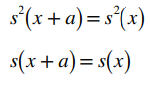 s²(x + a) = s²(x)
s(x + a) = s(x)